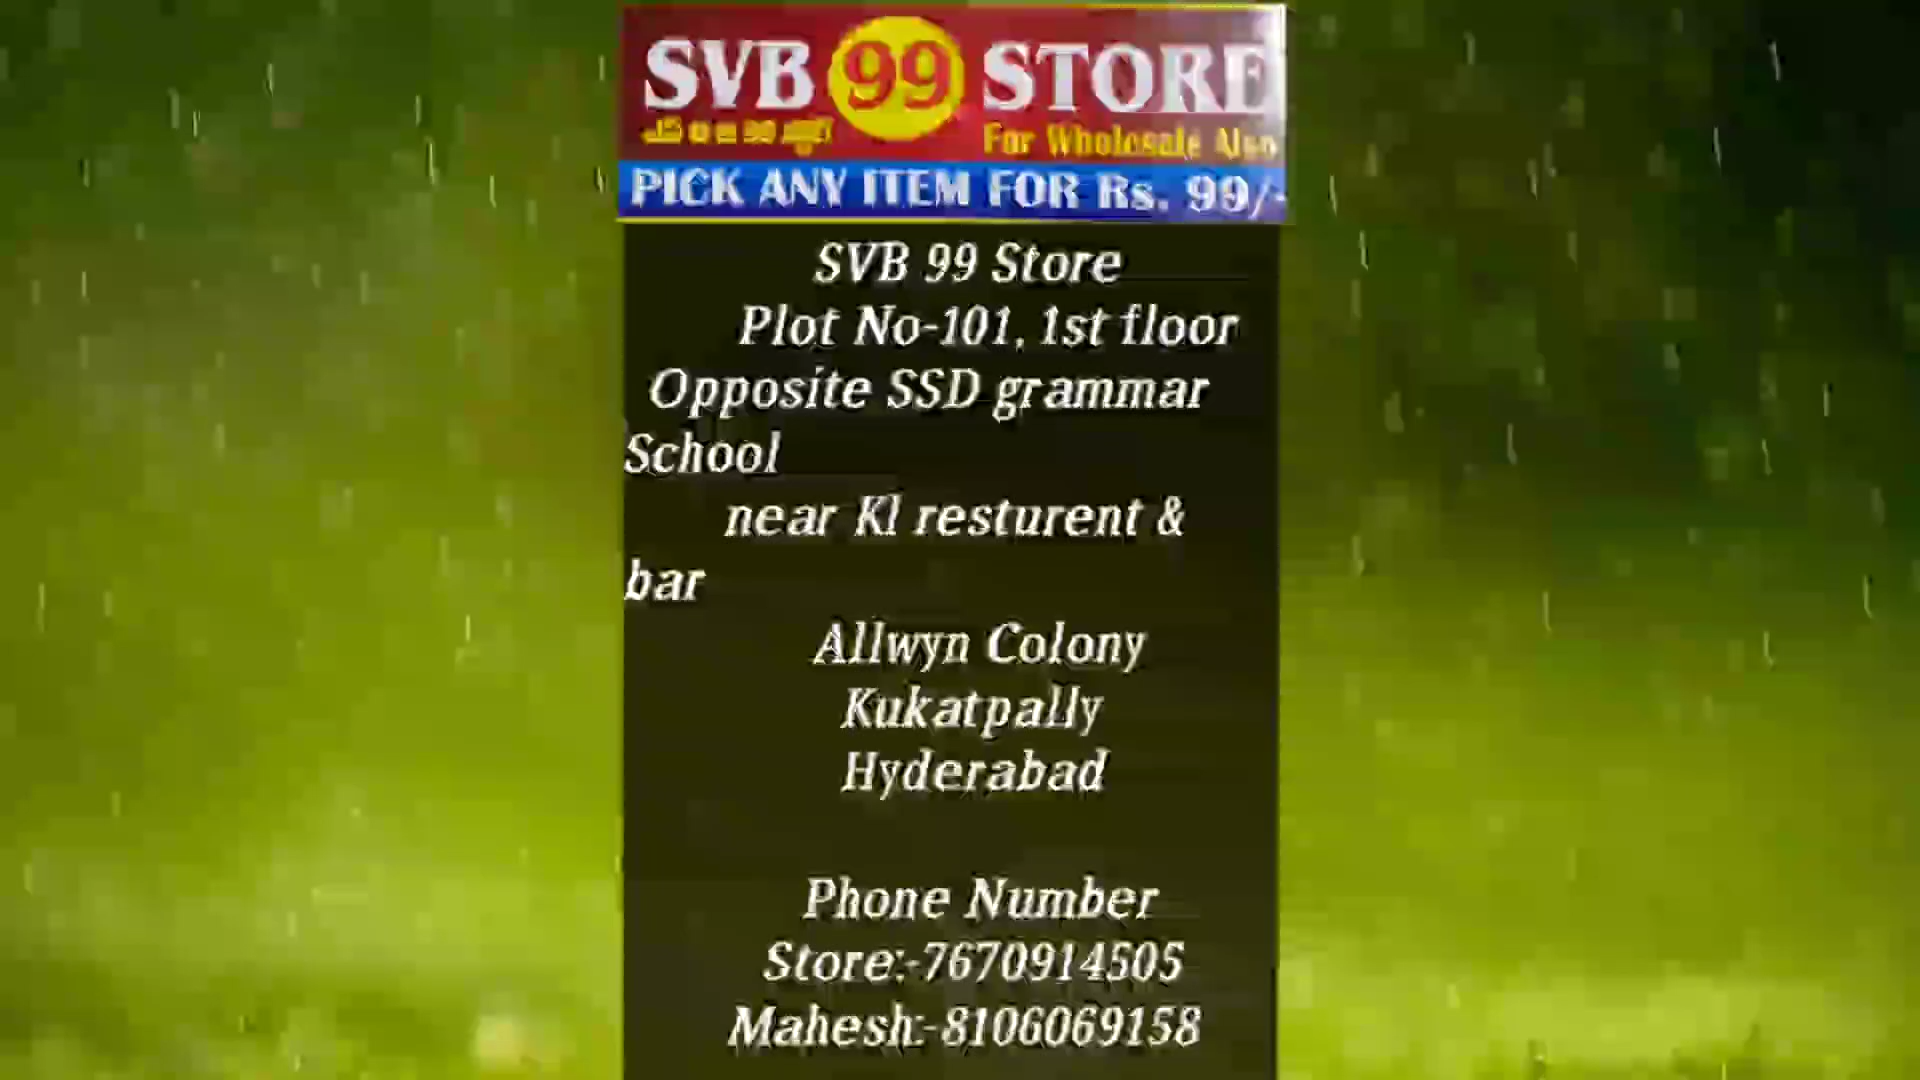 SVB 99 STORE
For Wholesale Also
PICK ANY ITEM FOR Rs. 99/-
SVB 99 Store
Plot No-101, 1st floor
Opposite SSD grammar
School
near Kl resturent &
bar
Allwyn Colony
Kukatpally
Hyderabad
Phone Number
Store:-7670914505
Mahesh:-8106069158